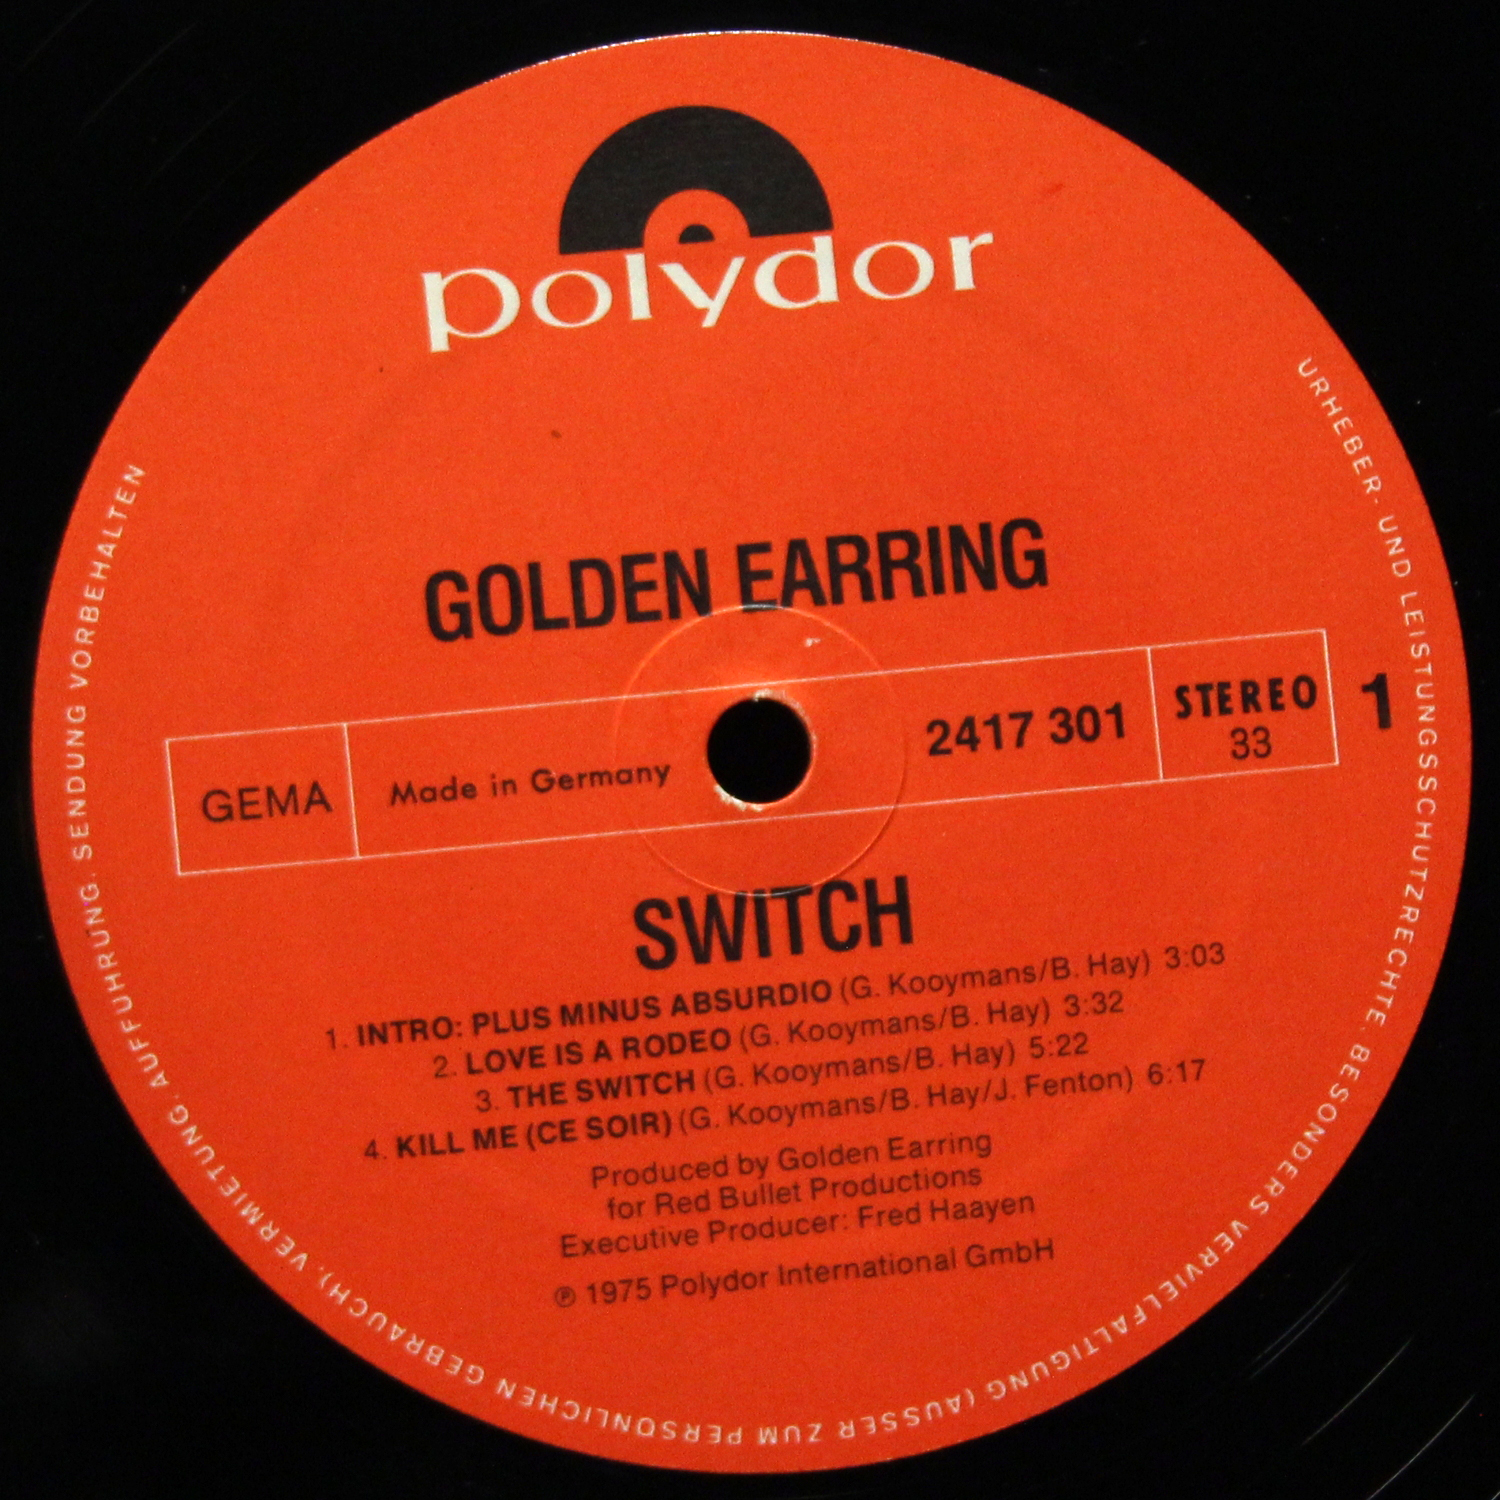 polydor
GOLDEN EARRING
GEMA
Made in Germany
2417 301
STEREO
33
1
SWITCH
1. INTRO: PLUS MINUS ABSURDIO (G. Kooymans/B. Hay) 3:03
2. LOVE IS A RODEO (G. Kooymans/B. Hay) 3:32
3. THE SWITCH (G. Kooymans/B. Hay) 5:22
4. KILL ME (CE SOIR) (G. Kooymans/B. Hay/J. Fenton) 6:17
Produced by Golden Earring
for Red Bullet Productions
Executive Producer: Fred Haayen
℗ 1975 Polydor International GmbH
URHEBER- UND LEISTUNGSSCHUTZRECHTE, BESONDERS VERVIELFÄLTIGUNG (AUSSER ZUM PERSÖNLICHEN GEBRAUCH), VERMIETUNG, AUFFÜHRUNG, SENDUNG VORBEHALTEN